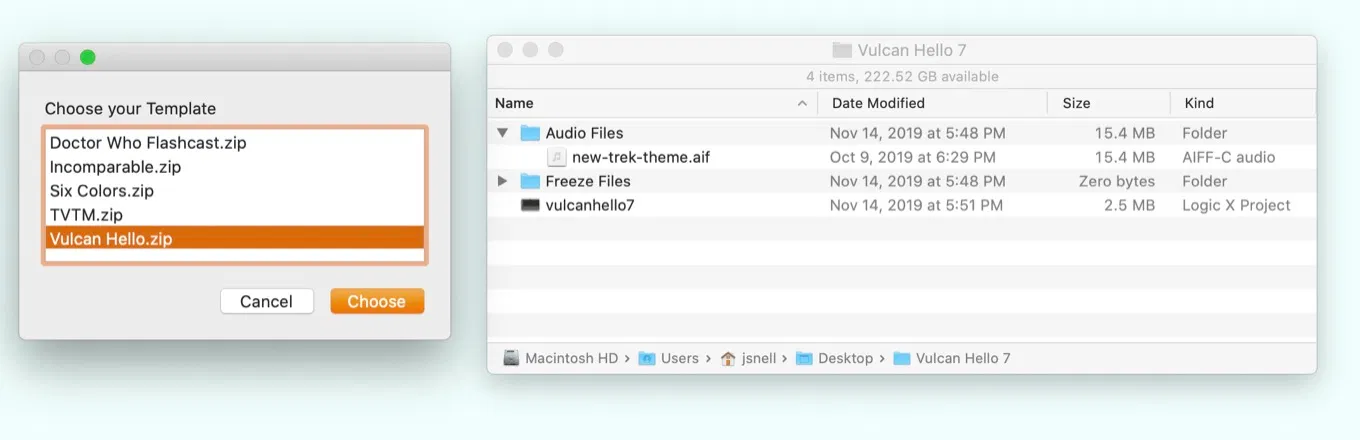 Choose your Template
Doctor Who Flashcast.zip
Incomparable.zip
Six Colors.zip
TVTM.zip
Vulcan Hello.zip
Cancel Choose
Vulcan Hello 7
4 items, 222.52 GB available
Name Date Modified Size Kind
Audio Files Nov 14, 2019 at 5:48 PM 15.4 MB Folder
new-trek-theme.aif Oct 9, 2019 at 6:29 PM 15.4 MB AIFF-C audio
Freeze Files Nov 14, 2019 at 5:48 PM Zero bytes Folder
vulcanhello7 Nov 14, 2019 at 5:51 PM 2.5 MB Logic X Project
Macintosh HD › Users › jsnell › Desktop › Vulcan Hello 7